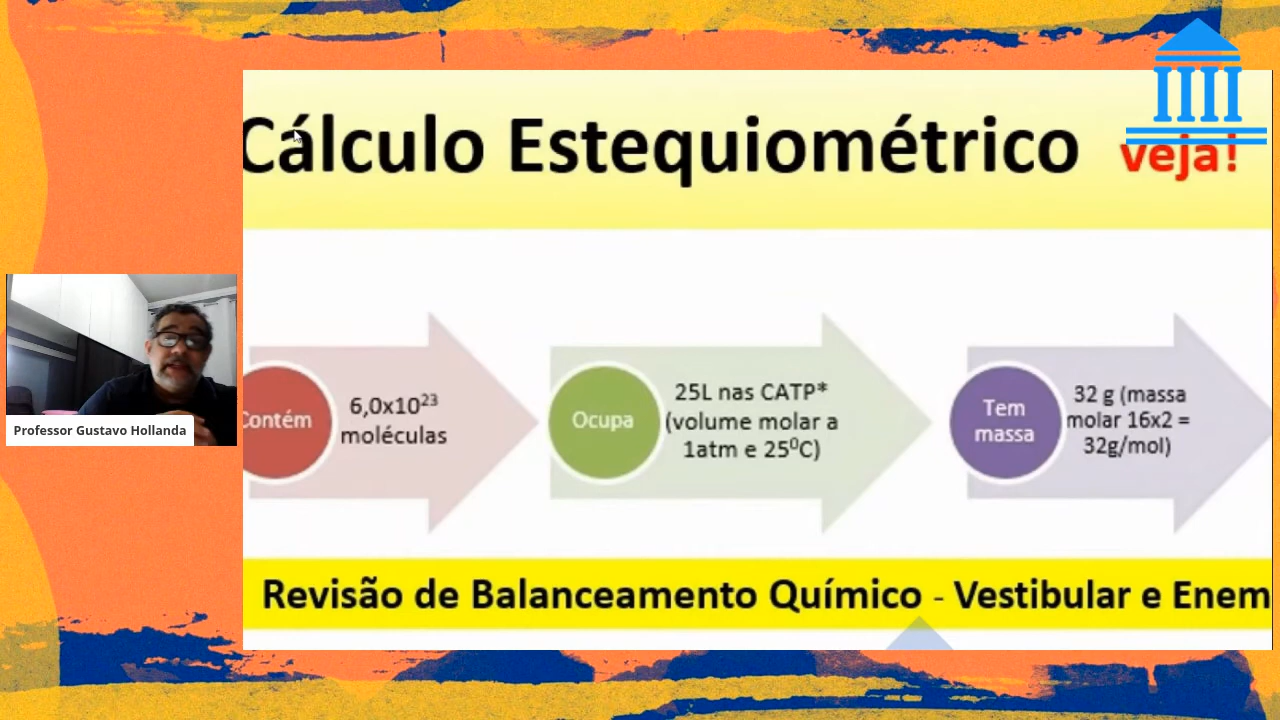 Cálculo Estequiométrico
veja!
Contém
6,0x10²³
moléculas
Ocupa
25L nas CATP*
(volume molar a
1atm e 25⁰C)
Tem
massa
32 g (massa
molar 16x2 =
32g/mol)
Professor Gustavo Hollanda
Revisão de Balanceamento Químico - Vestibular e Enem